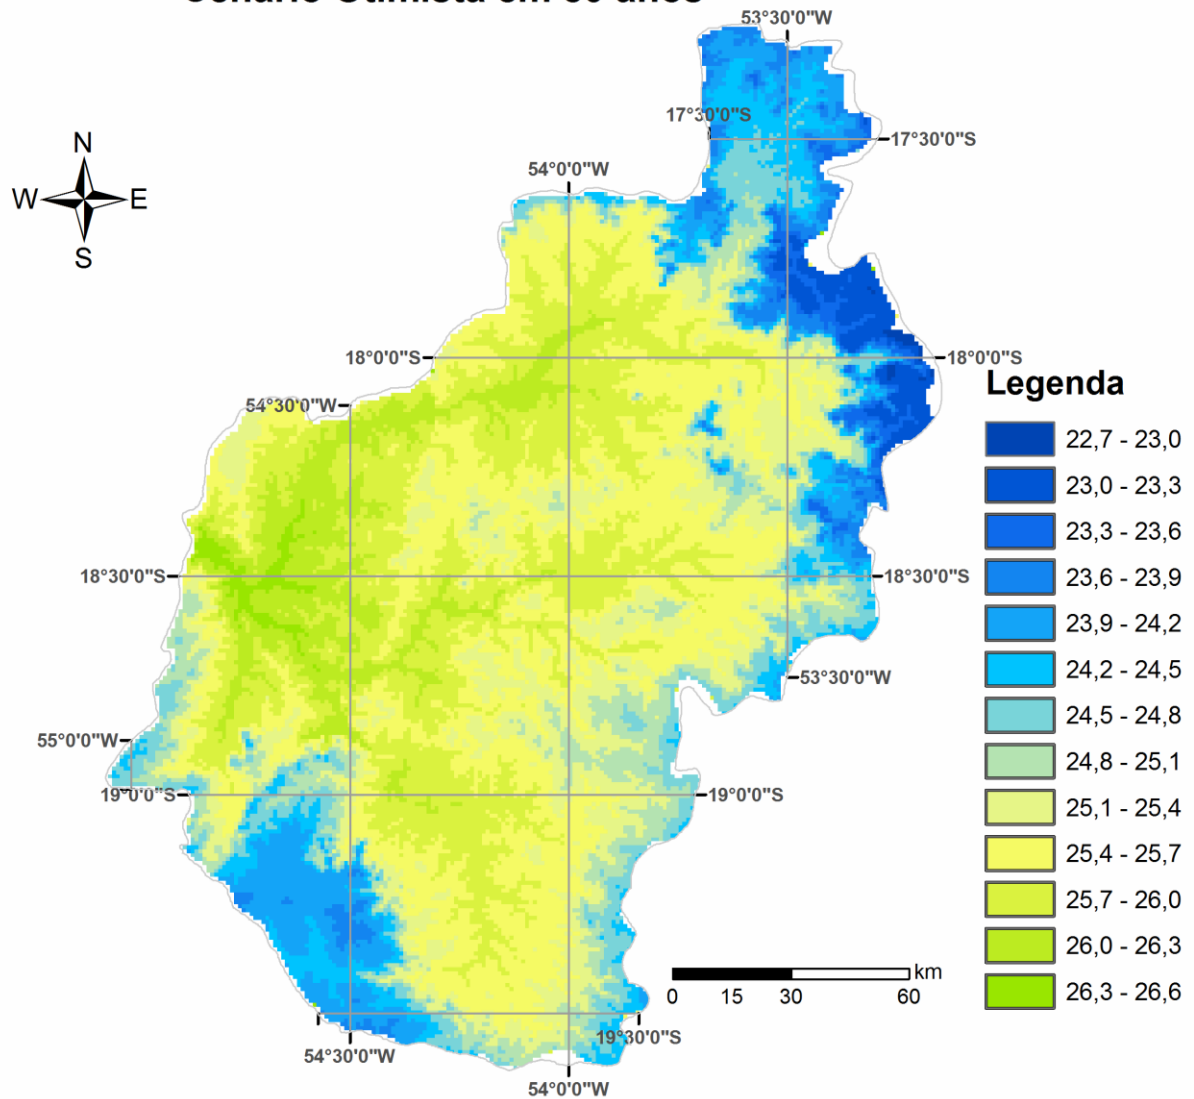 53°30'0"W
17°30'0"S
17°30'0"S
N
54°0'0"W
W
E
S
18°0'0"S
18°0'0"S
Legenda
54°30'0"W
22,7 - 23,0
23,0 - 23,3
23,3 - 23,6
18°30'0"S
18°30'0"S
23,6 - 23,9
23,9 - 24,2
24,2 - 24,5
53°30'0"W
24,5 - 24,8
55°0'0"W
24,8 - 25,1
19°0'0"S
19°0'0"S
25,1 - 25,4
25,4 - 25,7
25,7 - 26,0
26,0 - 26,3
km
0 15 30 60
26,3 - 26,6
19°30'0"S
54°30'0"W
54°0'0"W